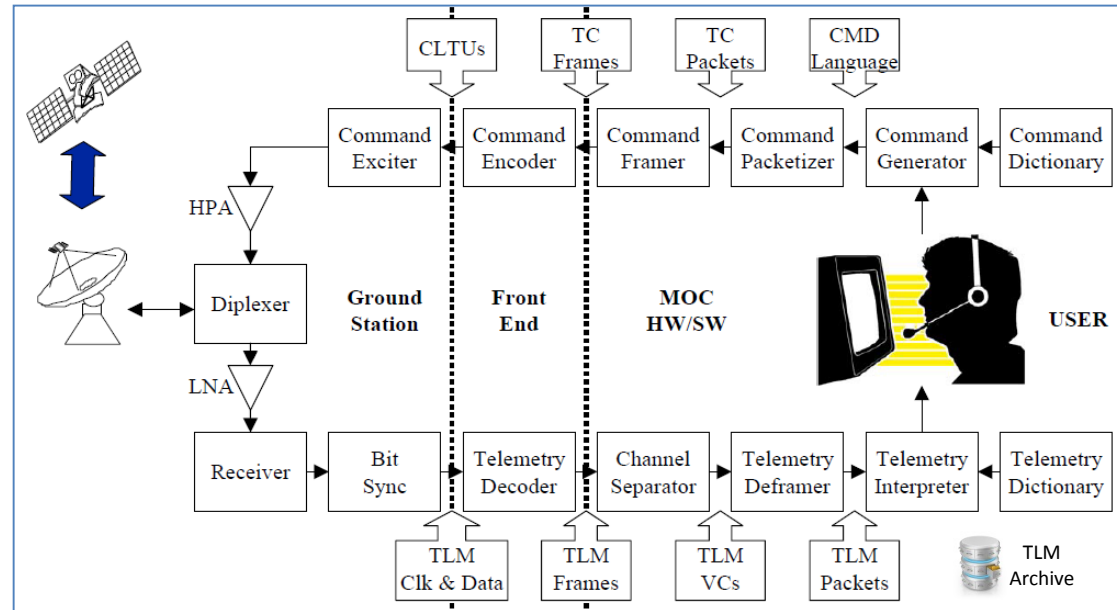 CLTUs
TC
Frames
TC
Packets
CMD
Language
Command
Exciter
Command
Encoder
Command
Framer
Command
Packetizer
Command
Generator
Command
Dictionary
HPA
Diplexer
Ground
Station
Front
End
MOC
HW/SW
USER
LNA
Receiver
Bit
Sync
Telemetry
Decoder
Channel
Separator
Telemetry
Deframer
Telemetry
Interpreter
Telemetry
Dictionary
TLM
Clk & Data
TLM
Frames
TLM
VCs
TLM
Packets
TLM
Archive